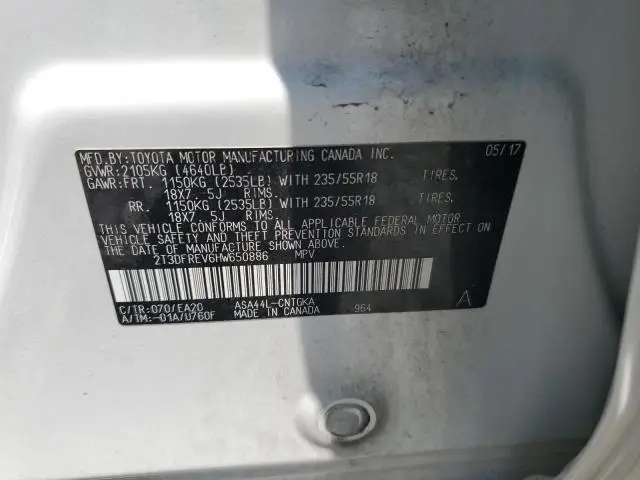 MFD.BY:TOYOTA MOTOR MANUFACTURING CANADA INC. 05/17
GVWR:2105KG (4640LB)
GAWR:FRT. 1150KG (2535LB) WITH 235/55R18 TIRES,
18X7 .5J RIMS.
RR. 1150KG (2535LB) WITH 235/55R18 TIRES,
18X7 .5J RIMS.
THIS VEHICLE CONFORMS TO ALL APPLICABLE FEDERAL MOTOR
VEHICLE SAFETY AND THEFT PREVENTION STANDARDS IN EFFECT ON
THE DATE OF MANUFACTURE SHOWN ABOVE.
2T3DFREV6HW650886 MPV
C/TR:070/EA20 ASA44L-CNTGKA A
A/TM:-01A/U760F MADE IN CANADA 964